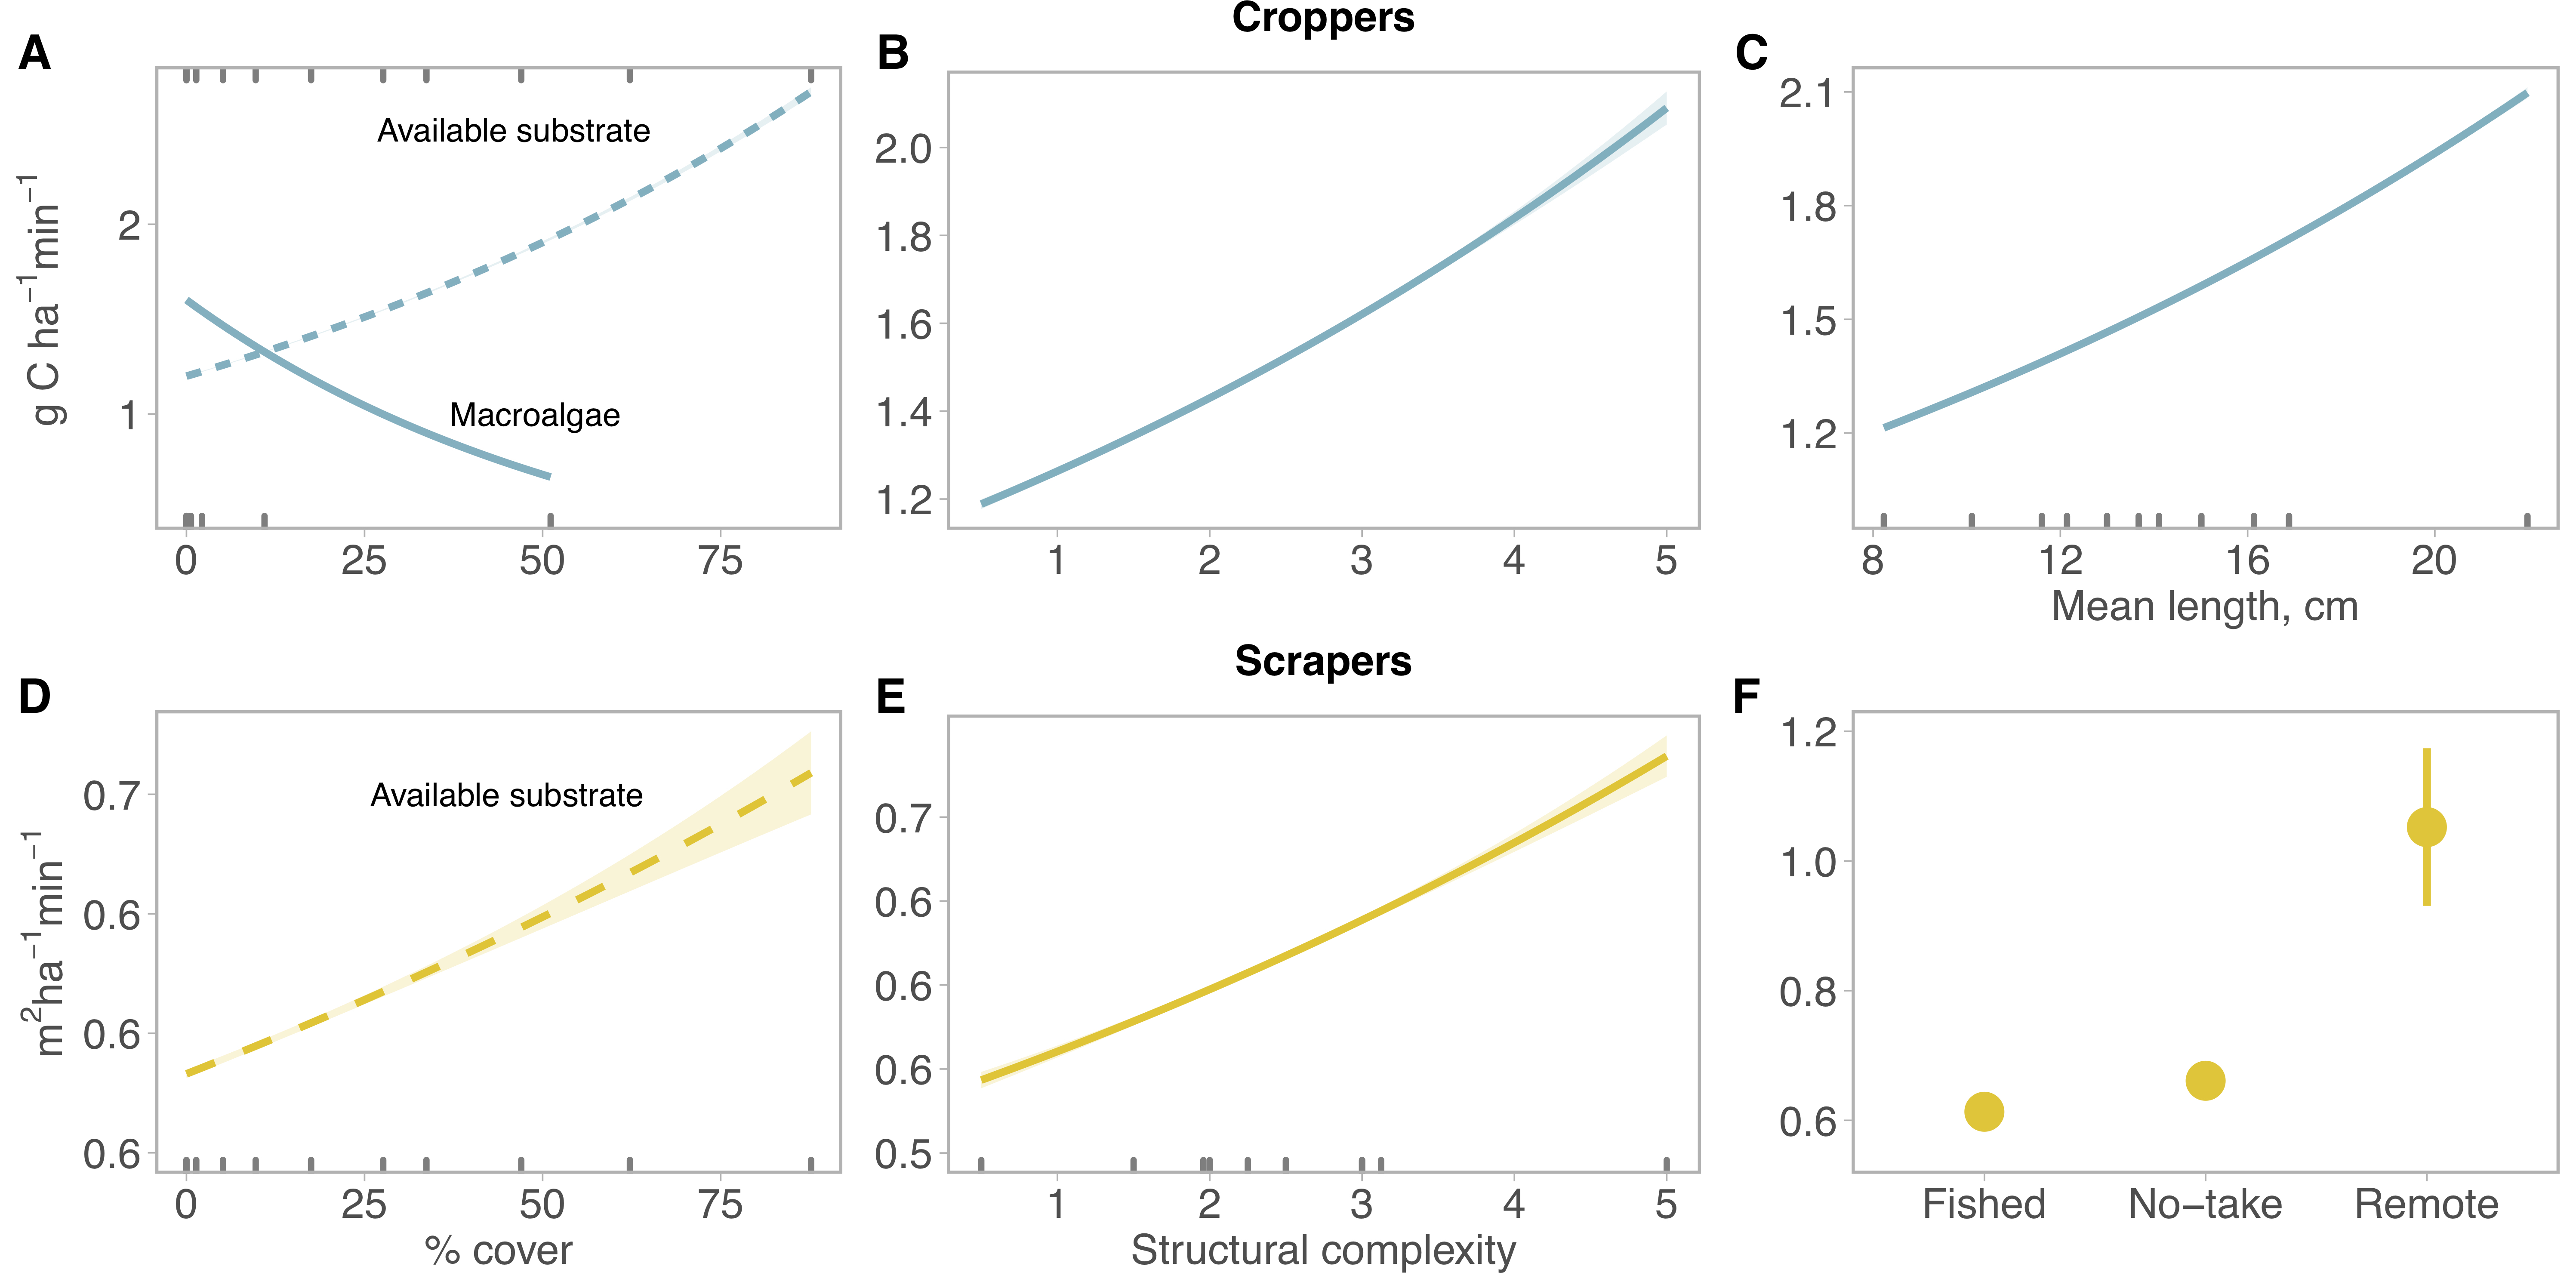 Croppers
A
B
C
Available substrate
Macroalgae
g C ha⁻¹min⁻¹
2
1
0 25 50 75
2.0
1.8
1.6
1.4
1.2
1 2 3 4 5
2.1
1.8
1.5
1.2
8 12 16 20
Mean length, cm
Scrapers
D
E
F
Available substrate
m²ha⁻¹min⁻¹
0.7
0.6
0.6
0.6
0 25 50 75
% cover
0.7
0.6
0.6
0.6
0.5
1 2 3 4 5
Structural complexity
1.2
1.0
0.8
0.6
Fished No−take Remote